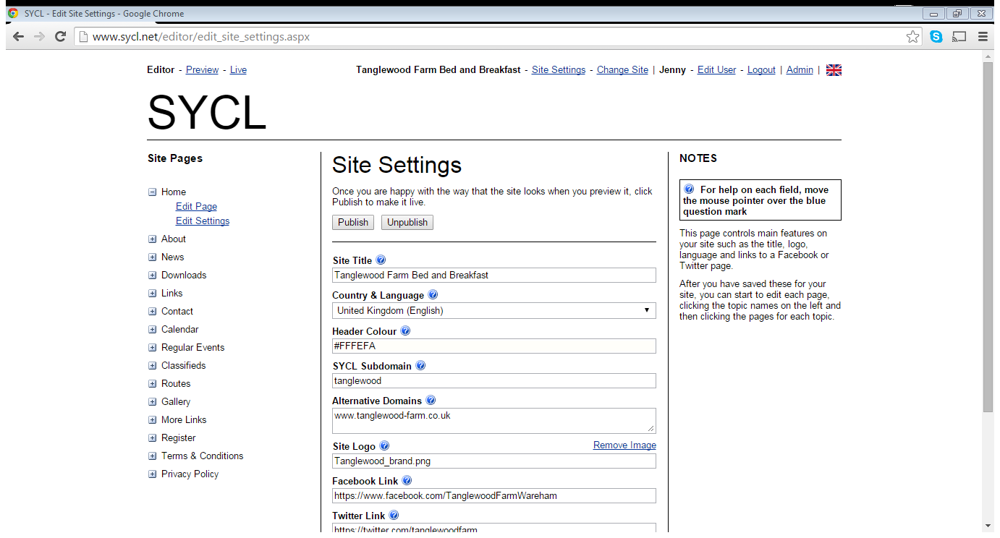 SYCL - Edit Site Settings - Google Chrome
www.sycl.net/editor/edit_site_settings.aspx
Editor - Preview - Live
Tanglewood Farm Bed and Breakfast - Site Settings - Change Site | Jenny - Edit User - Logout | Admin |
SYCL
Site Pages
Home
Edit Page
Edit Settings
About
News
Downloads
Links
Contact
Calendar
Regular Events
Classifieds
Routes
Gallery
More Links
Register
Terms & Conditions
Privacy Policy
Site Settings
Once you are happy with the way that the site looks when you preview it, click
Publish to make it live.
Publish Unpublish
Site Title ?
Tanglewood Farm Bed and Breakfast
Country & Language ?
United Kingdom (English)
Header Colour ?
#FFFEFA
SYCL Subdomain ?
tanglewood
Alternative Domains ?
www.tanglewood-farm.co.uk
Site Logo ? Remove Image
Tanglewood_brand.png
Facebook Link ?
https://www.facebook.com/TanglewoodFarmWareham
Twitter Link ?
https://twitter.com/tanglewoodfarm
NOTES
? For help on each field, move
the mouse pointer over the blue
question mark
This page controls main features on
your site such as the title, logo,
language and links to a Facebook or
Twitter page.
After you have saved these for your
site, you can start to edit each page,
clicking the topic names on the left and
then clicking the pages for each topic.